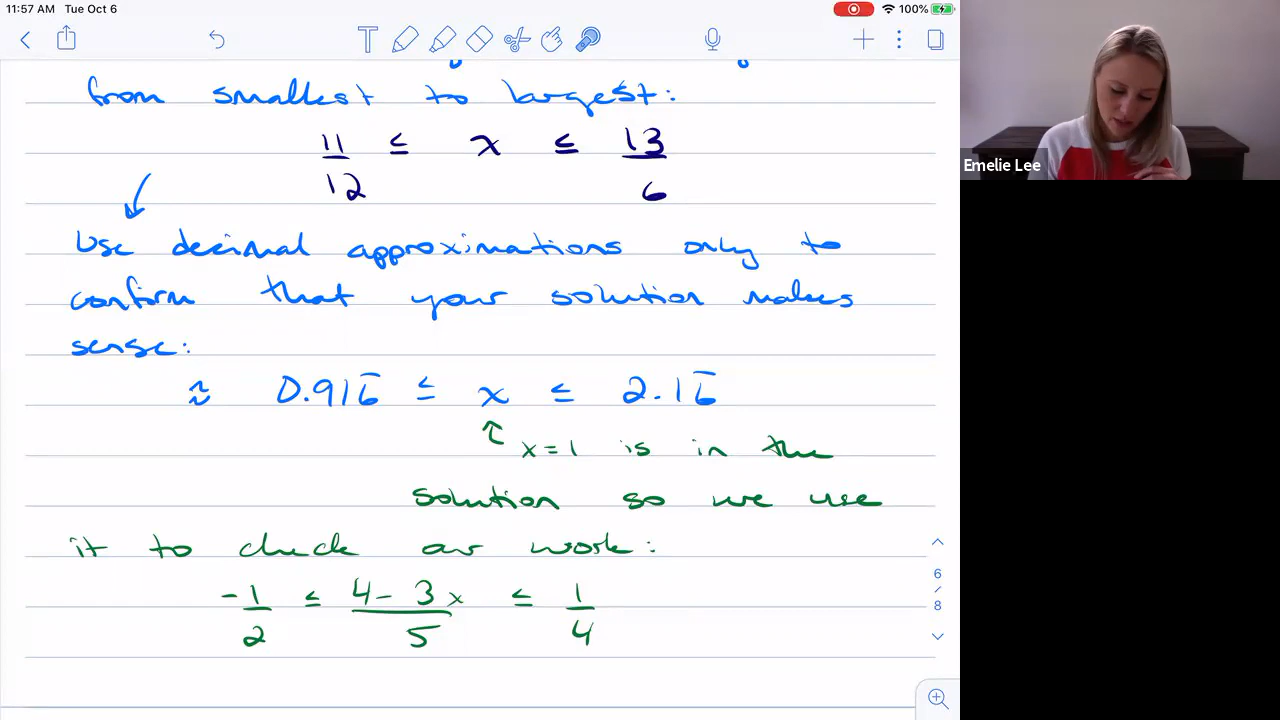 11:57 AM Tue Oct 6
100%
from smallest to largest:
11/12 ≤ x ≤ 13/6
Use decimal approximations only to
confirm that your solution makes
sense:
≈ 0.916̅ ≤ x ≤ 2.16̅
x=1 is in the
solution so we use
it to check our work:
-1/2 ≤ (4-3x)/5 ≤ 1/4
6/8
Emelie Lee